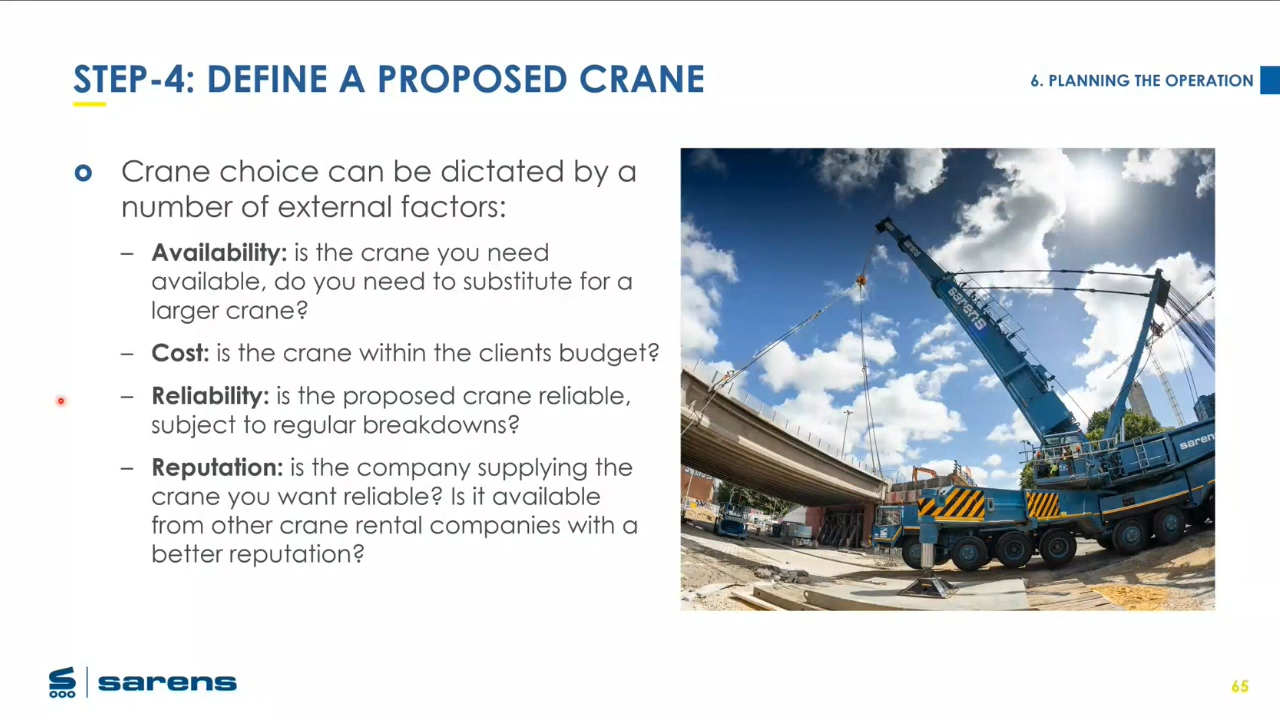 STEP-4: DEFINE A PROPOSED CRANE
6. PLANNING THE OPERATION
Crane choice can be dictated by a
number of external factors:
– Availability: is the crane you need
available, do you need to substitute for a
larger crane?
– Cost: is the crane within the clients budget?
– Reliability: is the proposed crane reliable,
subject to regular breakdowns?
– Reputation: is the company supplying the
crane you want reliable? Is it available
from other crane rental companies with a
better reputation?
sarens
sarens
sarens
sarens
65